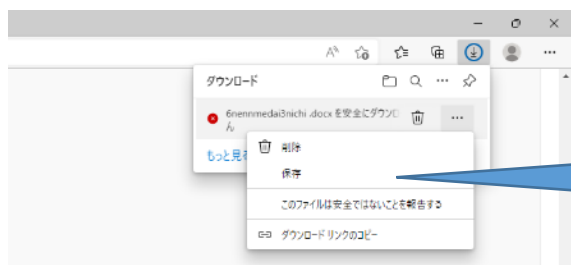 ダウンロード
6nennmedai3nichi .docx を安全にダウンロ
ん
もっと見
削除
保存
このファイルは安全ではないことを報告する
ダウンロード リンクのコピー